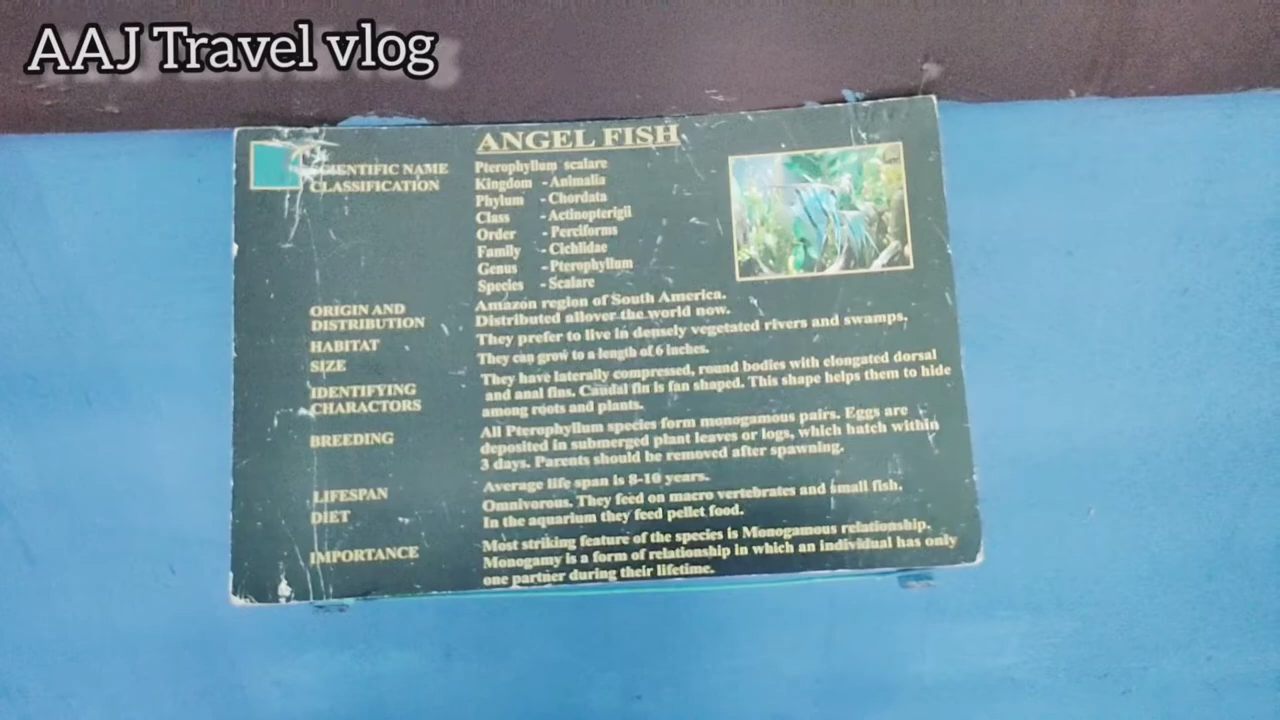 AAJ Travel vlog
ANGEL FISH
SCIENTIFIC NAME Pterophyllum scalare
CLASSIFICATION Kingdom - Animalia
Phylum - Chordata
Class - Actinopterigil
Order - Perciforms
Family - Cichlidae
Genus - Pterophyllum
Species - Scalare
ORIGIN AND DISTRIBUTION
Amazon region of South America.
Distributed allover the world now.
HABITAT They prefer to live in densely vegetated rivers and swamps.
SIZE They can grow to a length of 6 inches.
IDENTIFYING CHARACTORS
They have laterally compressed, round bodies with elongated dorsal
and anal fins. Caudal fin is fan shaped. This shape helps them to hide
among roots and plants.
BREEDING All Pterophyllum species form monogamous pairs. Eggs are
deposited in submerged plant leaves or logs, which hatch within
3 days. Parents should be removed after spawning.
LIFESPAN Average life span is 8-10 years.
DIET Omnivorous. They feed on macro vertebrates and small fish.
In the aquarium they feed pellet food.
IMPORTANCE Most striking feature of the species is Monogamous relationship.
Monogamy is a form of relationship in which an individual has only
one partner during their lifetime.